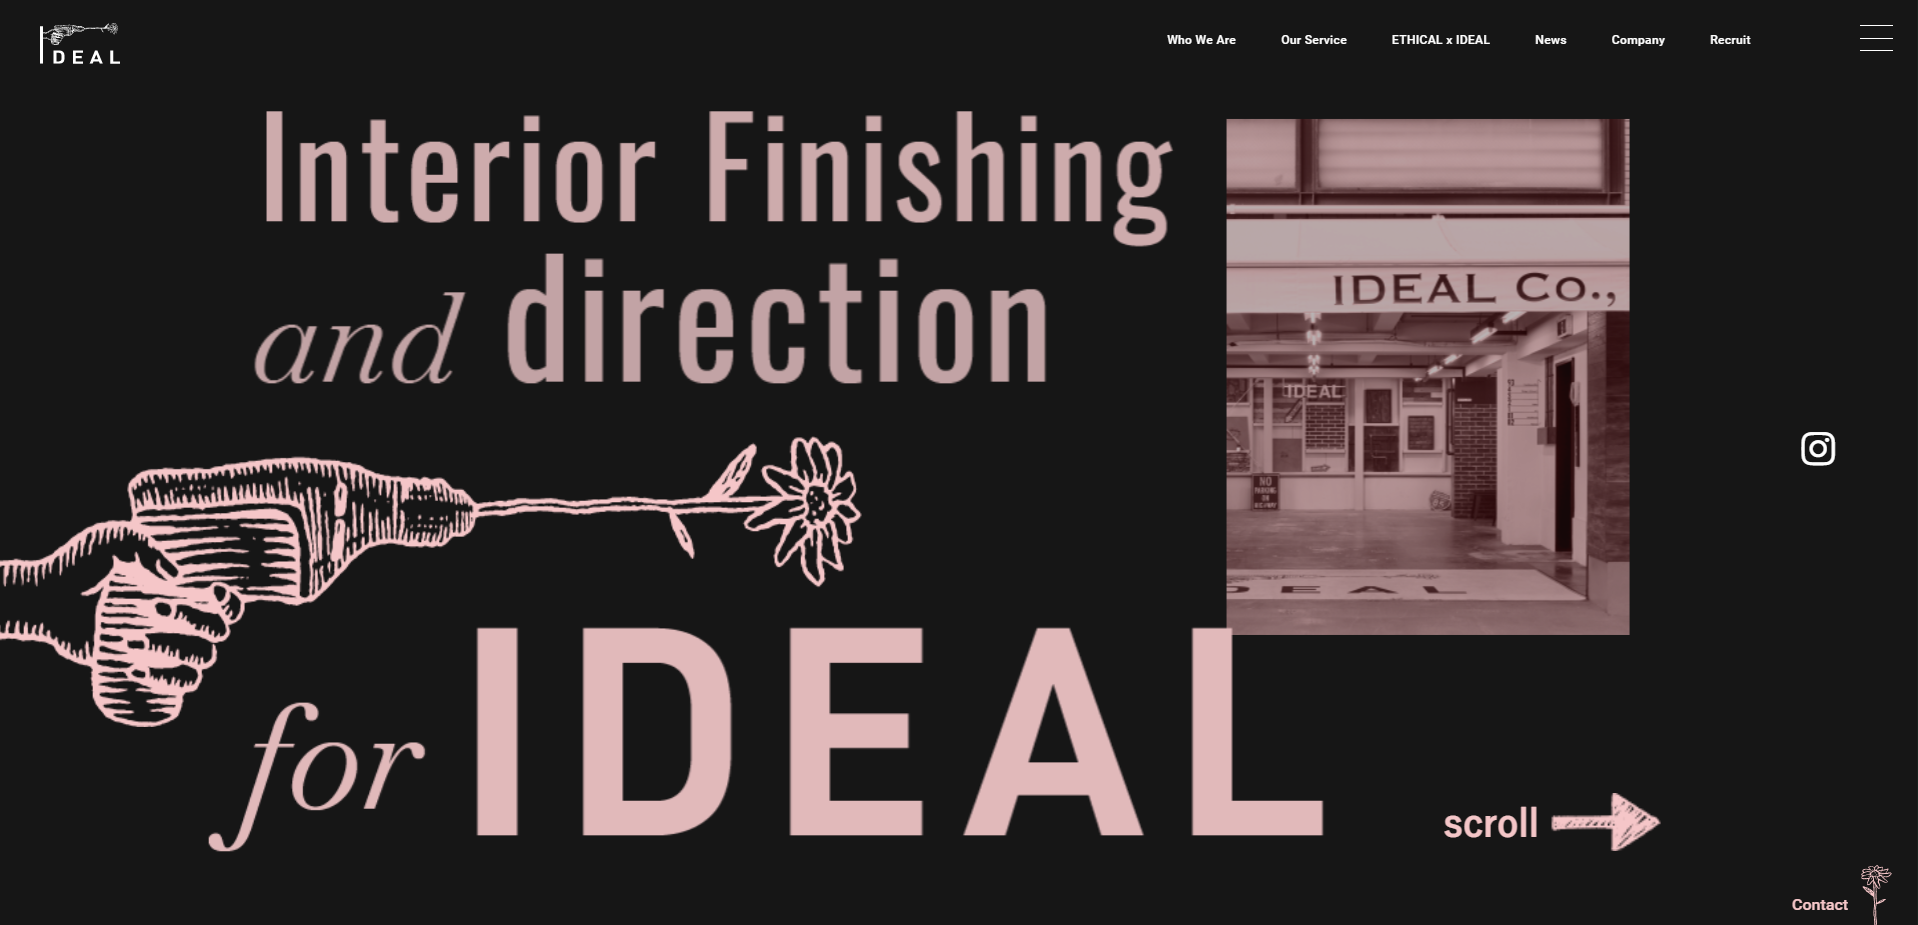 IDEAL
Who We Are
Our Service
ETHICAL x IDEAL
News
Company
Recruit
Interior Finishing
and direction
IDEAL Co.,
IDEAL
NO
PARKING
DEAL
for IDEAL
scroll
Contact